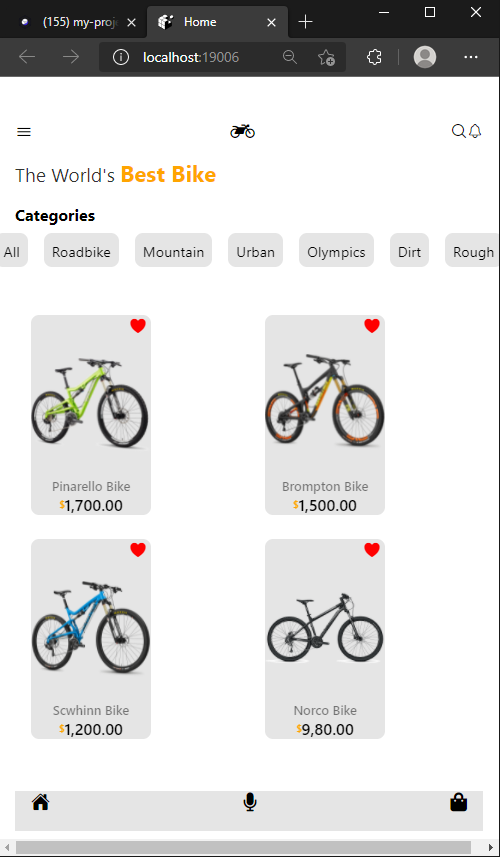 (155) my-proje
Home
localhost:19006
The World's Best Bike
Categories
All Roadbike Mountain Urban Olympics Dirt Rough
Pinarello Bike
$1,700.00
Brompton Bike
$1,500.00
Scwhinn Bike
$1,200.00
Norco Bike
$9,80.00